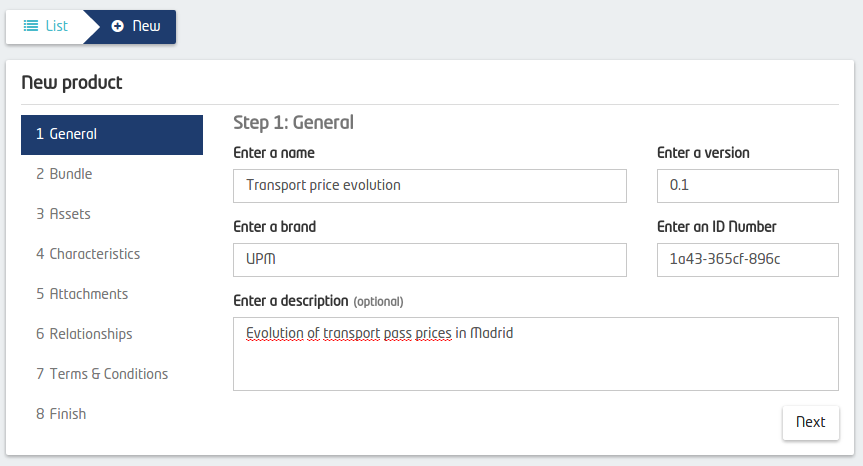 List New
New product
1 General
2 Bundle
3 Assets
4 Characteristics
5 Attachments
6 Relationships
7 Terms & Conditions
8 Finish
Step 1: General
Enter a name
Transport price evolution
Enter a version
0.1
Enter a brand
UPM
Enter an ID Number
1a43-365cf-896c
Enter a description (optional)
Evolution of transport pass prices in Madrid
Next